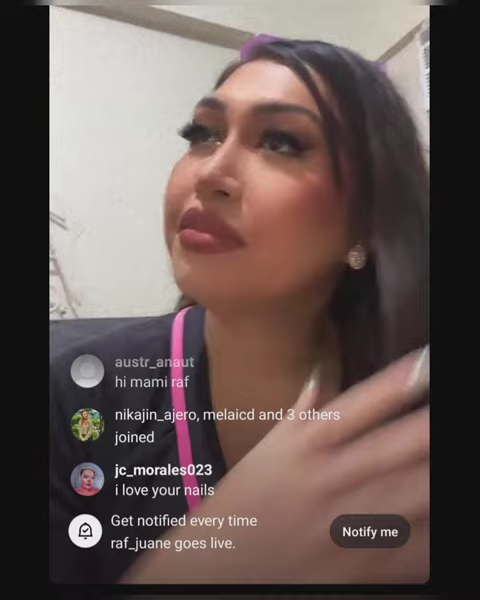 austr_anaut
hi mami raf
nikajin_ajero, melaicd and 3 others
joined
jc_morales023
i love your nails
Get notified every time
raf_juane goes live.
Notify me